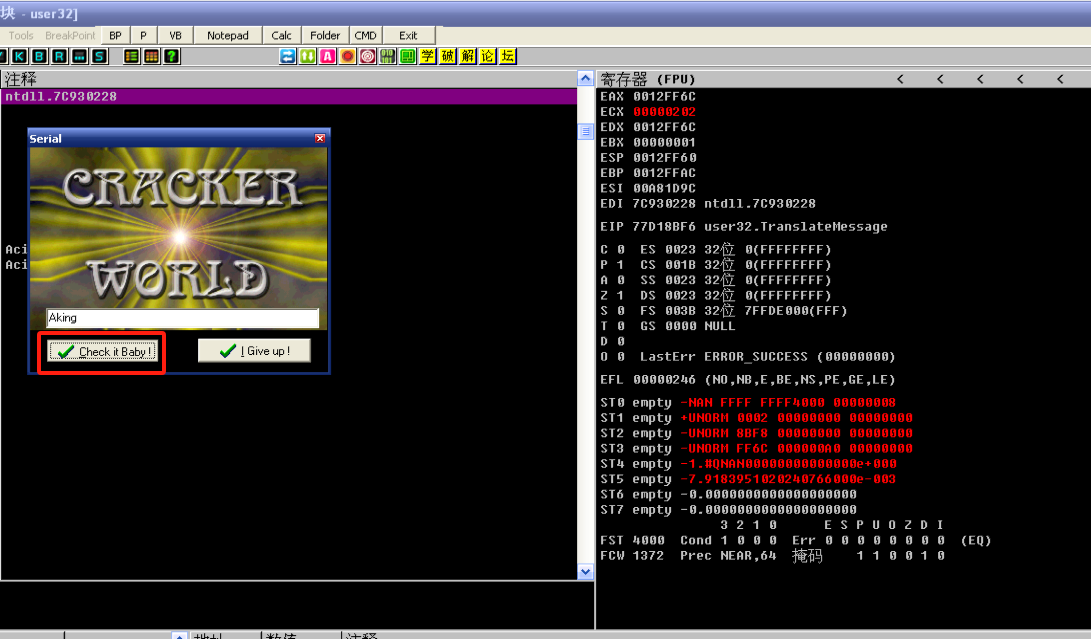 块 - user32]
Tools BreakPoint BP P VB Notepad Calc Folder CMD Exit
K B R ... S ? A 学 破 解 论 坛
注释
ntdll.7C930228
Serial
CRACKER
WORLD
Aking
Check it Baby !
I Give up !
Aci
Aci
寄存器 (FPU) < < < < <
EAX 0012FF6C
ECX 00000202
EDX 0012FF6C
EBX 00000001
ESP 0012FF60
EBP 0012FFAC
ESI 00A81D9C
EDI 7C930228 ntdll.7C930228
EIP 77D18BF6 user32.TranslateMessage
C 0 ES 0023 32位 0(FFFFFFFF)
P 1 CS 001B 32位 0(FFFFFFFF)
A 0 SS 0023 32位 0(FFFFFFFF)
Z 1 DS 0023 32位 0(FFFFFFFF)
S 0 FS 003B 32位 7FFDE000(FFF)
T 0 GS 0000 NULL
D 0
O 0 LastErr ERROR_SUCCESS (00000000)
EFL 00000246 (NO,NB,E,BE,NS,PE,GE,LE)
ST0 empty -NAN FFFF FFFF4000 00000008
ST1 empty +UNORM 0002 00000000 00000000
ST2 empty -UNORM 8BF8 00000000 00000000
ST3 empty -UNORM FF6C 000000A0 00000000
ST4 empty -1.#QNAN00000000000000e+000
ST5 empty -7.9183951020240766000e-003
ST6 empty -0.0000000000000000000
ST7 empty -0.0000000000000000000
3 2 1 0 E S P U O Z D I
FST 4000 Cond 1 0 0 0 Err 0 0 0 0 0 0 0 0 (EQ)
FCW 1372 Prec NEAR,64 掩码 1 1 0 0 1 0
地址 数值 注释